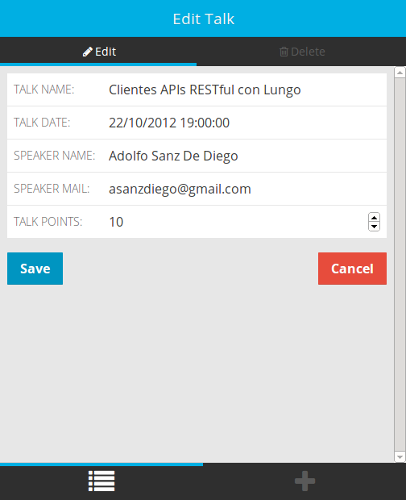 Edit Talk
Edit Delete
TALK NAME: Clientes APIs RESTful con Lungo
TALK DATE: 22/10/2012 19:00:00
SPEAKER NAME: Adolfo Sanz De Diego
SPEAKER MAIL: asanzdiego@gmail.com
TALK POINTS: 10
Save Cancel